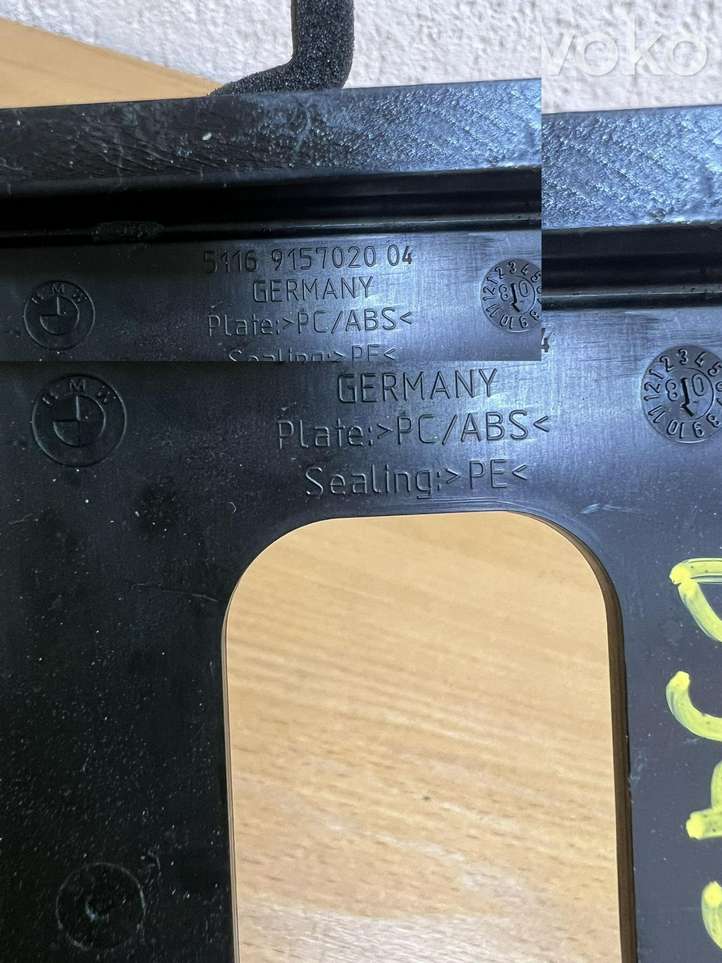 voko
5116 9157020 04
GERMANY
Plate:>PC/ABS<
Sealing:>PE<
BMW
GERMANY
Plate:>PC/ABS<
Sealing:>PE<
BMW